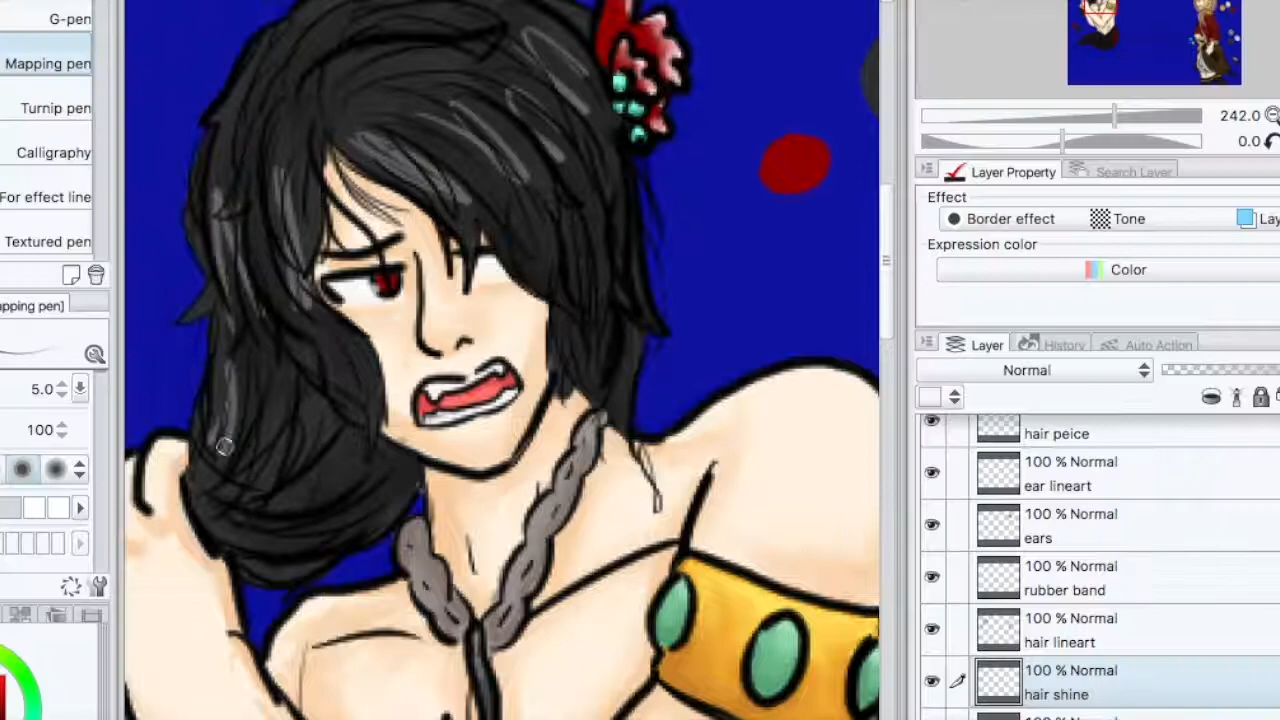 G-pen
Mapping pen
Turnip pen
Calligraphy
For effect line
Textured pen
apping pen]
5.0
100
242.0
0.0
Layer Property
Search Layer
Effect
Border effect
Tone
Lay
Expression color
Color
Layer
History
Auto Action
Normal
hair peice
100 % Normal
ear lineart
100 % Normal
ears
100 % Normal
rubber band
100 % Normal
hair lineart
100 % Normal
hair shine